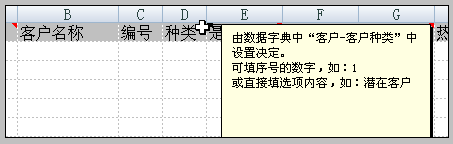 B C D E F G
客户名称 编号 种类 是 热
由数据字典中“客户-客户种类”中
设置决定。
可填序号的数字，如：1
或直接填选项内容，如：潜在客户